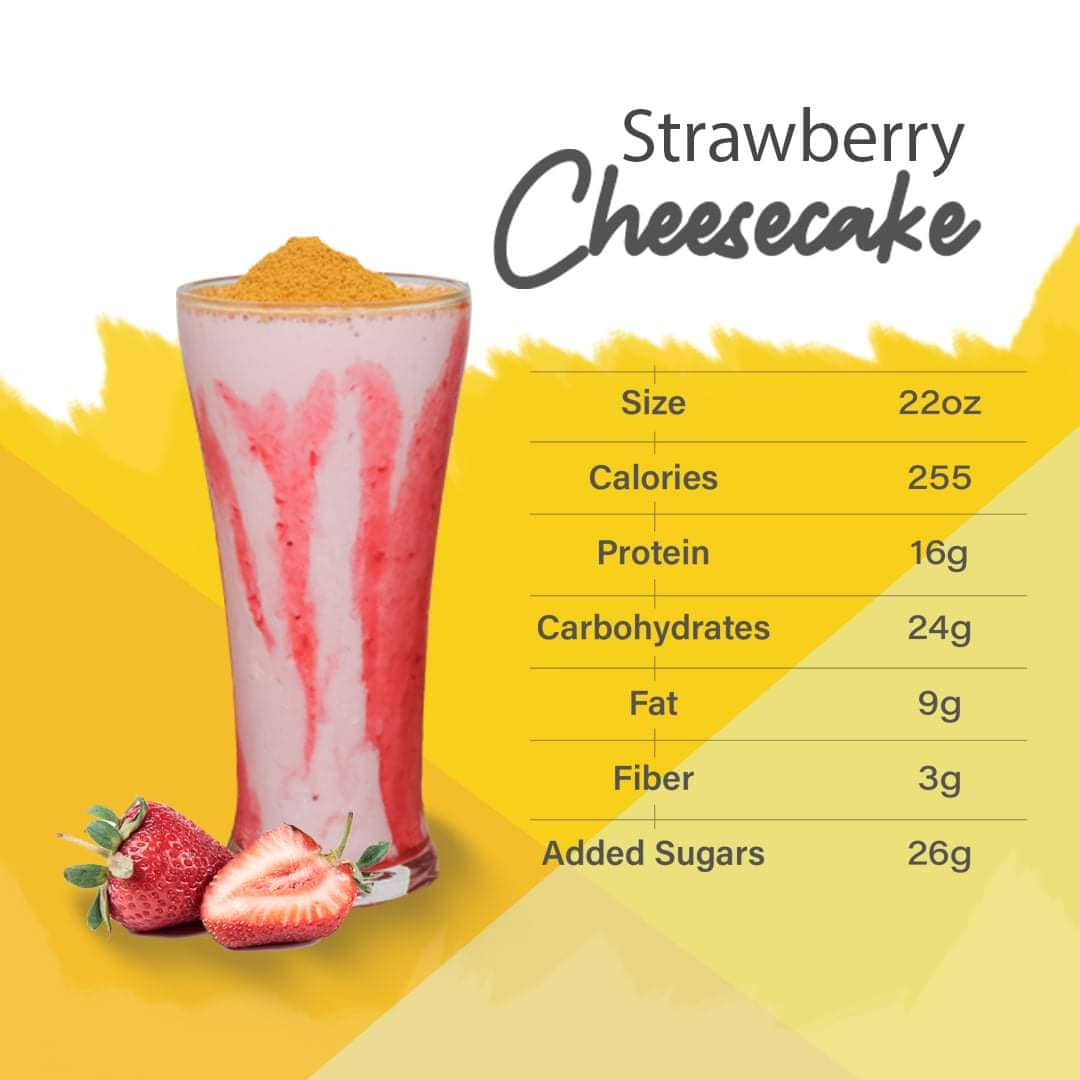 Strawberry
Cheesecake
Size 22oz
Calories 255
Protein 16g
Carbohydrates 24g
Fat 9g
Fiber 3g
Added Sugars 26g